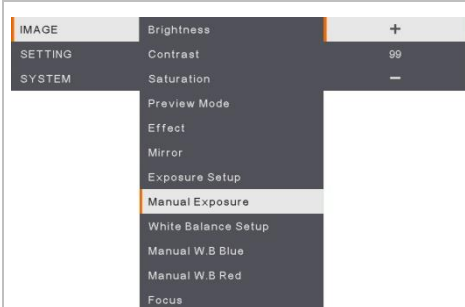 IMAGE
SETTING
SYSTEM
Brightness
Contrast
Saturation
Preview Mode
Effect
Mirror
Exposure Setup
Manual Exposure
White Balance Setup
Manual W.B Blue
Manual W.B Red
Focus
+
99
−